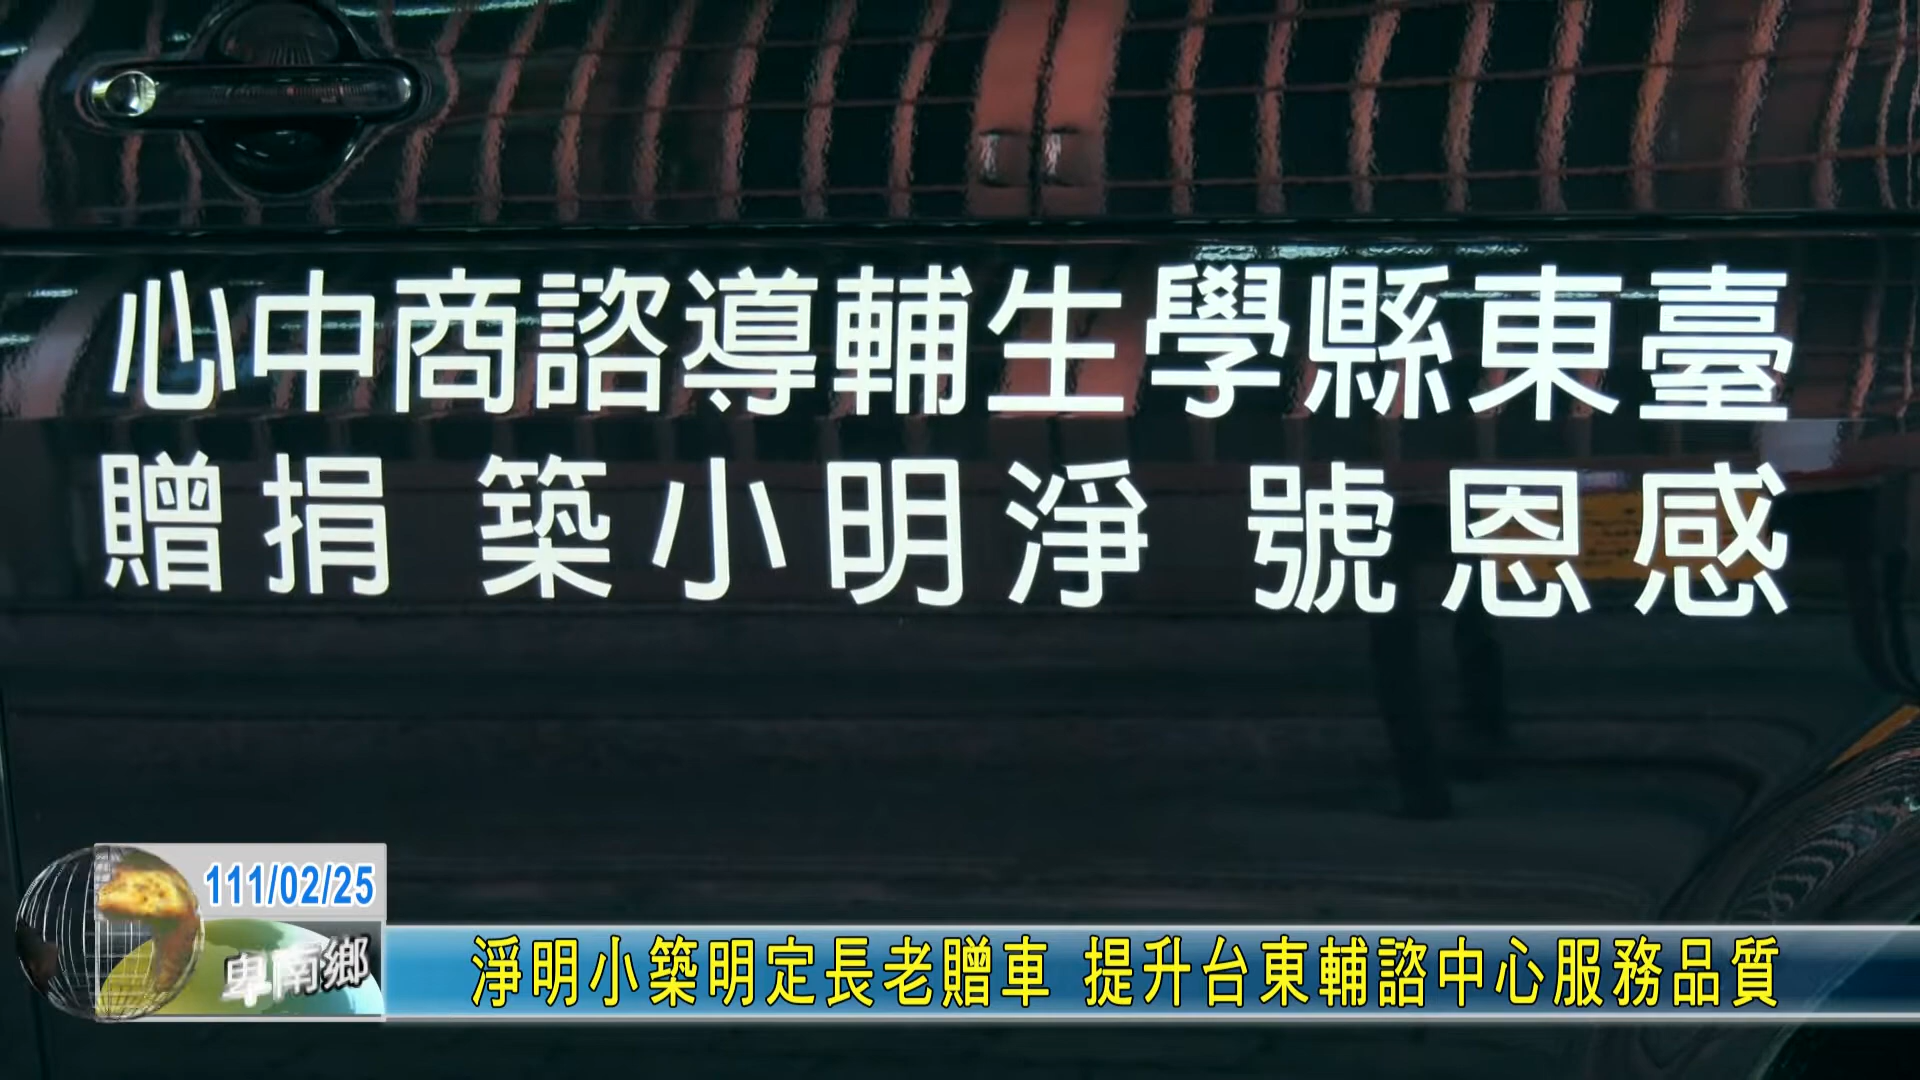 臺東縣學生輔導諮商中心
感恩號 淨明小築 捐贈
111/02/25
卑南鄉
淨明小築明定長老贈車 提升台東輔諮中心服務品質